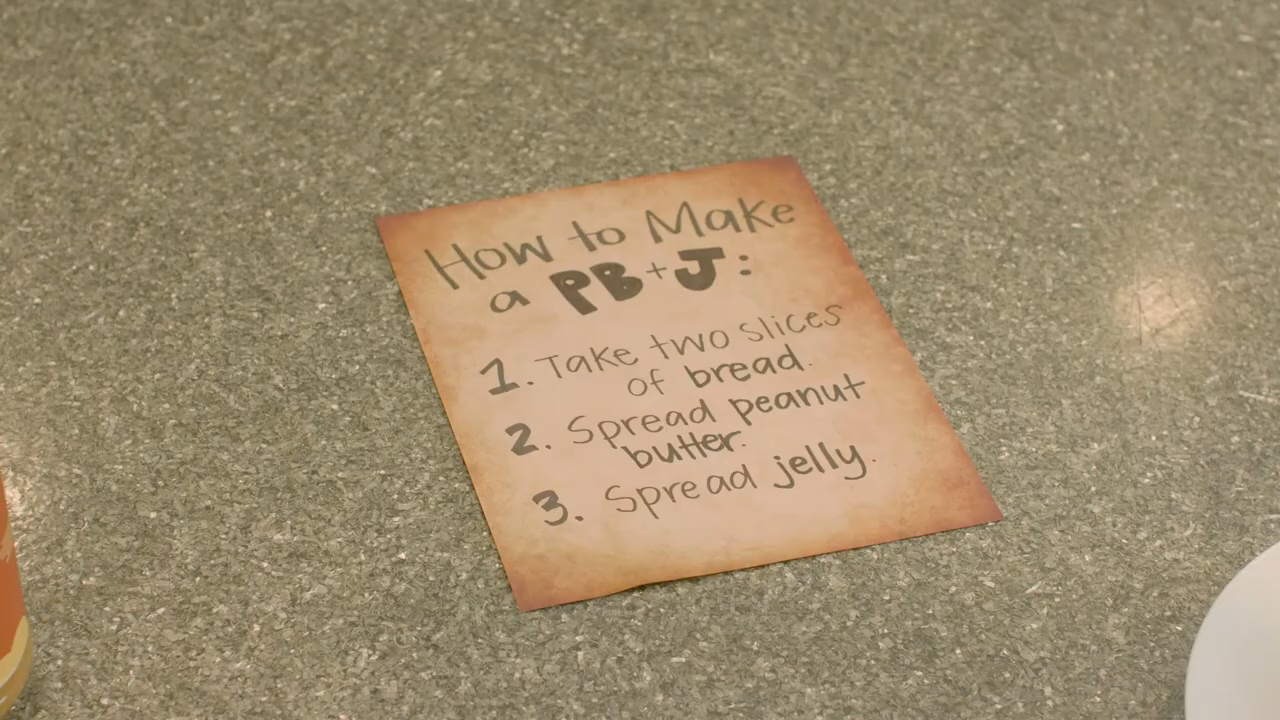 How to Make
a PB+J:
1. Take two slices
of bread.
2. Spread peanut
butter.
3. Spread jelly.